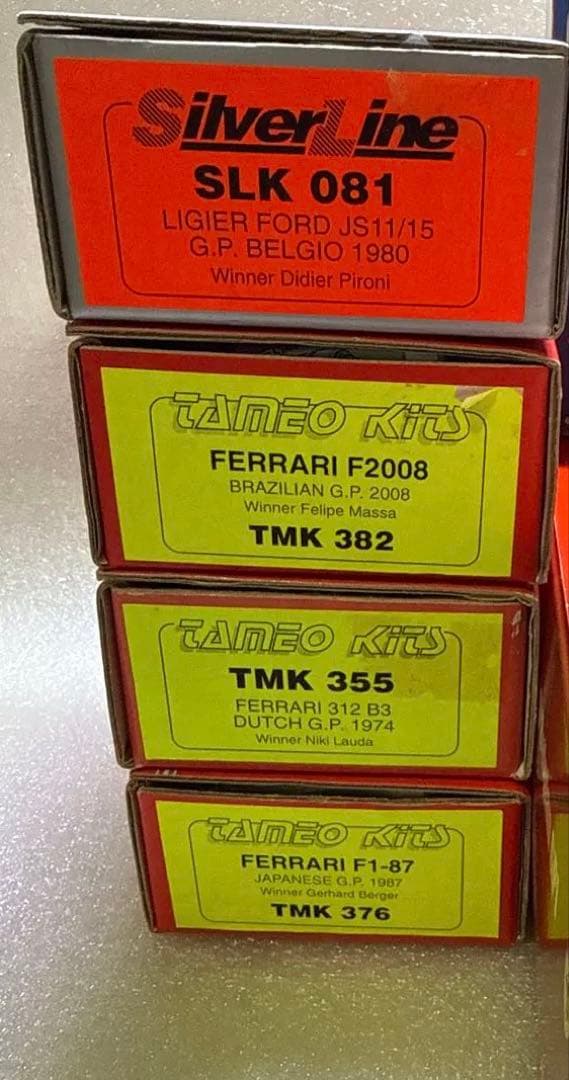 SilverLine
SLK 081
LIGIER FORD JS11/15
G.P. BELGIO 1980
Winner Didier Pironi
TAMEO KITS
FERRARI F2008
BRAZILIAN G.P. 2008
Winner Felipe Massa
TMK 382
TAMEO KITS
TMK 355
FERRARI 312 B3
DUTCH G.P. 1974
Winner Niki Lauda
TAMEO KITS
FERRARI F1-87
JAPANESE G.P. 1987
Winner Gerhard Berger
TMK 376